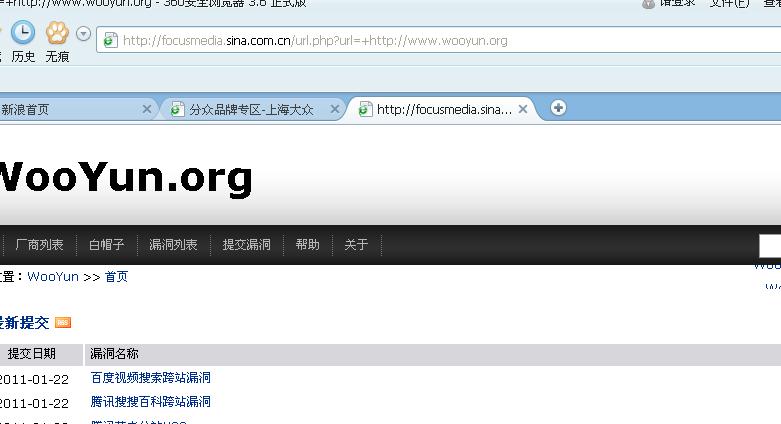 =+http://www.wooyun.org - 360安全浏览器 3.6 正式版 请登录 文件(F) 查看
历史 无痕
http://focusmedia.sina.com.cn/url.php?url=+http://www.wooyun.org
新浪首页 分众品牌专区-上海大众 http://focusmedia.sina...
WooYun.org
厂商列表 白帽子 漏洞列表 提交漏洞 帮助 关于
位置：WooYun >> 首页
最新提交 RSS
提交日期 漏洞名称
2011-01-22 百度视频搜索跨站漏洞
2011-01-22 腾讯搜搜百科跨站漏洞